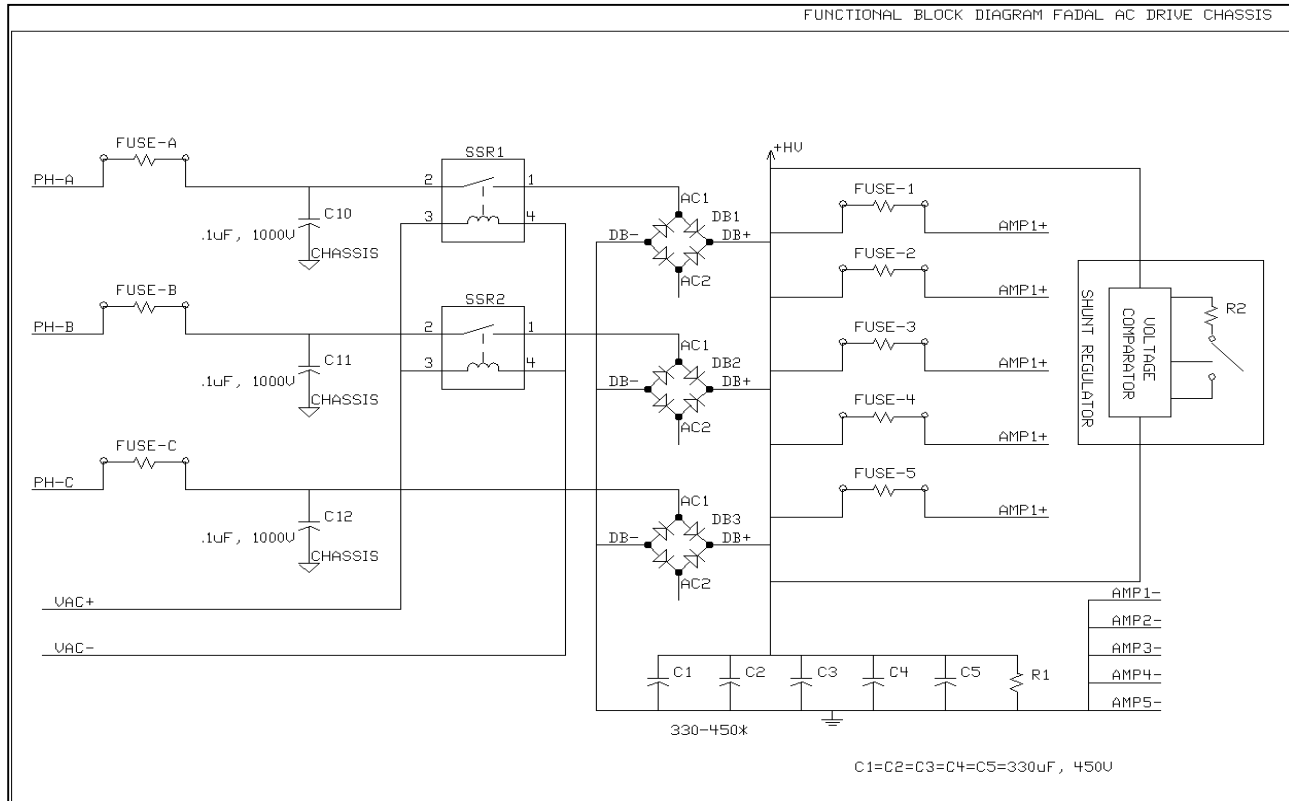 FUNCTIONAL BLOCK DIAGRAM FADAL AC DRIVE CHASSIS
FUSE-A
PH-A
C10
.1uF, 1000V
CHASSIS
SSR1
2
1
3
4
AC1
DB1
DB-
DB+
AC2
+HV
FUSE-1
AMP1+
FUSE-B
PH-B
C11
.1uF, 1000V
CHASSIS
SSR2
2
1
3
4
AC1
DB2
DB-
DB+
AC2
FUSE-2
AMP1+
FUSE-3
AMP1+
FUSE-4
AMP1+
SHUNT REGULATOR
VOLTAGE
COMPARATOR
R2
FUSE-C
PH-C
C12
.1uF, 1000V
CHASSIS
AC1
DB3
DB-
DB+
AC2
FUSE-5
AMP1+
VAC+
VAC-
C1
C2
C3
C4
C5
R1
AMP1-
AMP2-
AMP3-
AMP4-
AMP5-
330-450*
C1=C2=C3=C4=C5=330uF, 450V